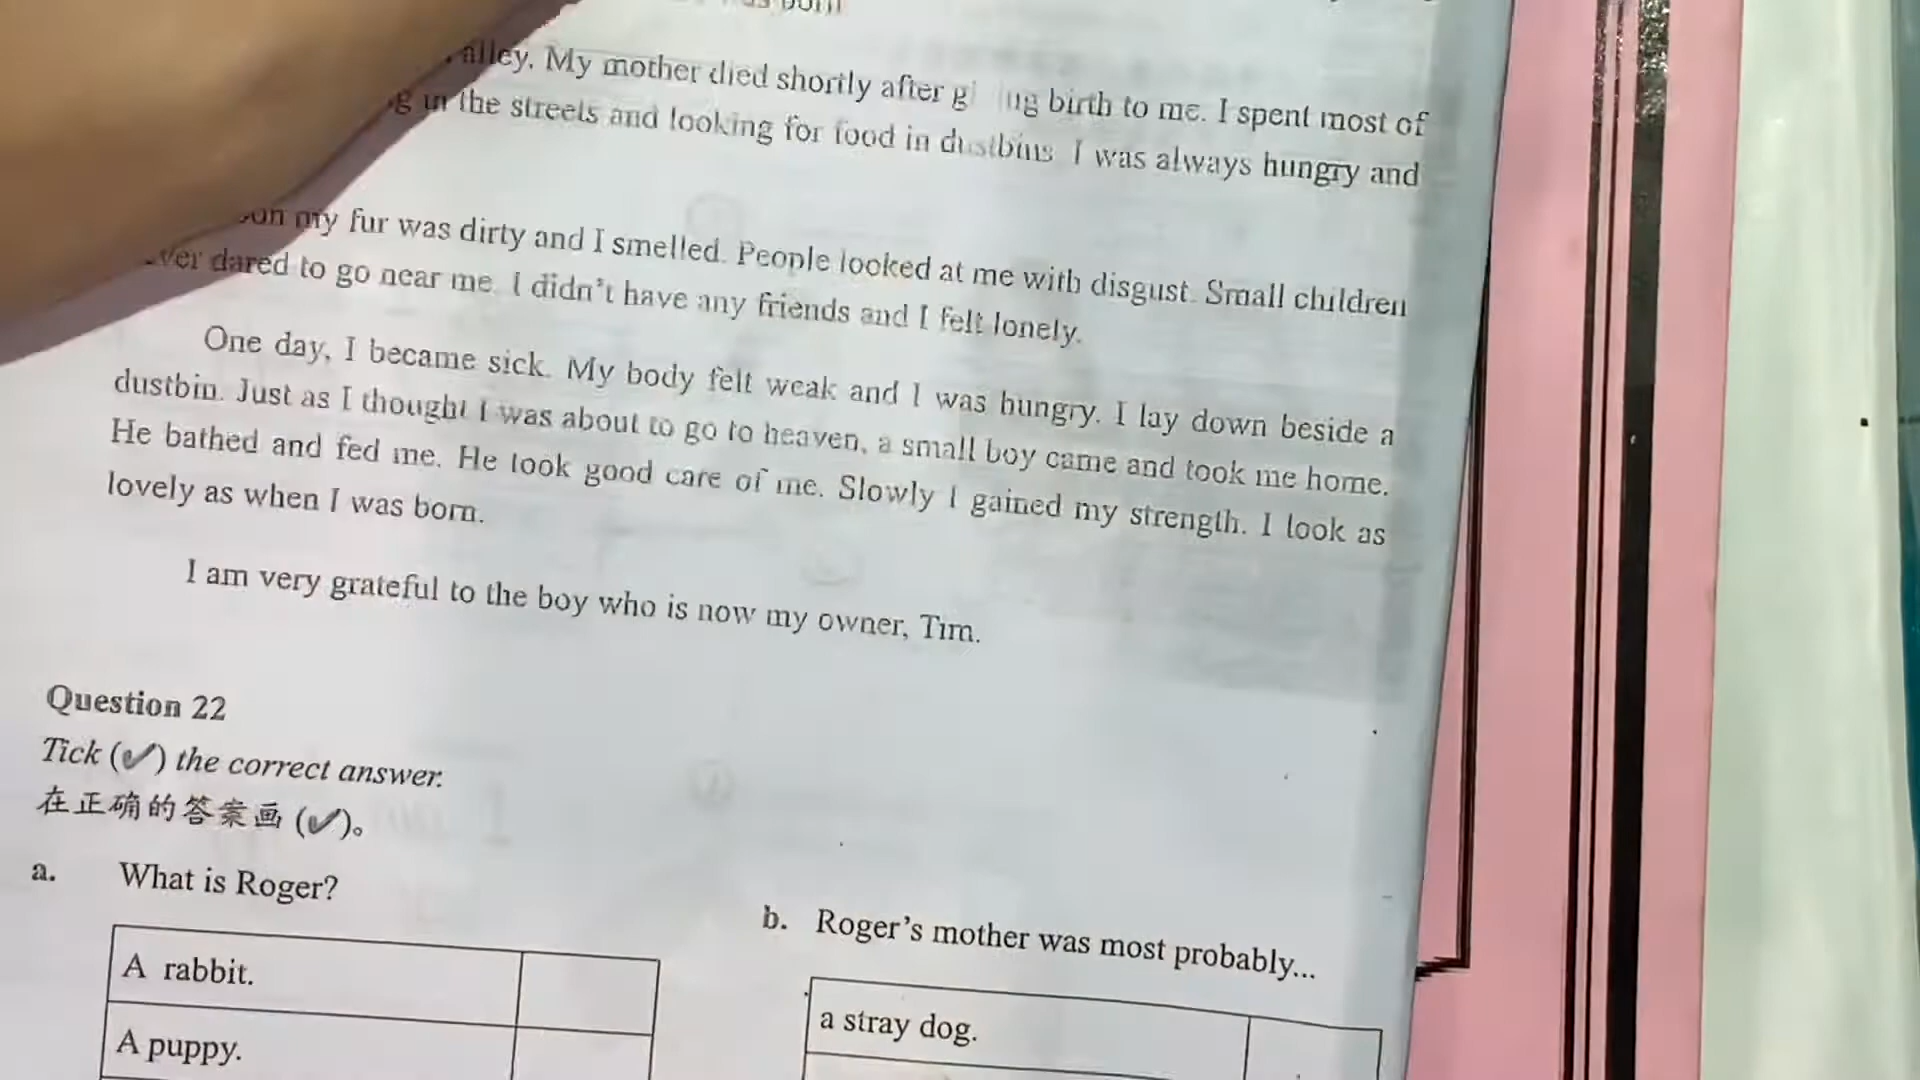 born
alley. My mother died shortly after giving birth to me. I spent most of
in the streets and looking for food in dustbins. I was always hungry and
my fur was dirty and I smelled. People looked at me with disgust. Small children
dared to go near me. I didn't have any friends and I felt lonely.
One day, I became sick. My body felt weak and I was hungry. I lay down beside a
dustbin. Just as I thought I was about to go to heaven, a small boy came and took me home.
He bathed and fed me. He took good care of me. Slowly I gained my strength. I look as
lovely as when I was born.
I am very grateful to the boy who is now my owner, Tim.
Question 22
Tick (✔) the correct answer.
在正确的答案画 (✔)。
a. What is Roger?
A rabbit.
A puppy.
b. Roger's mother was most probably...
a stray dog.